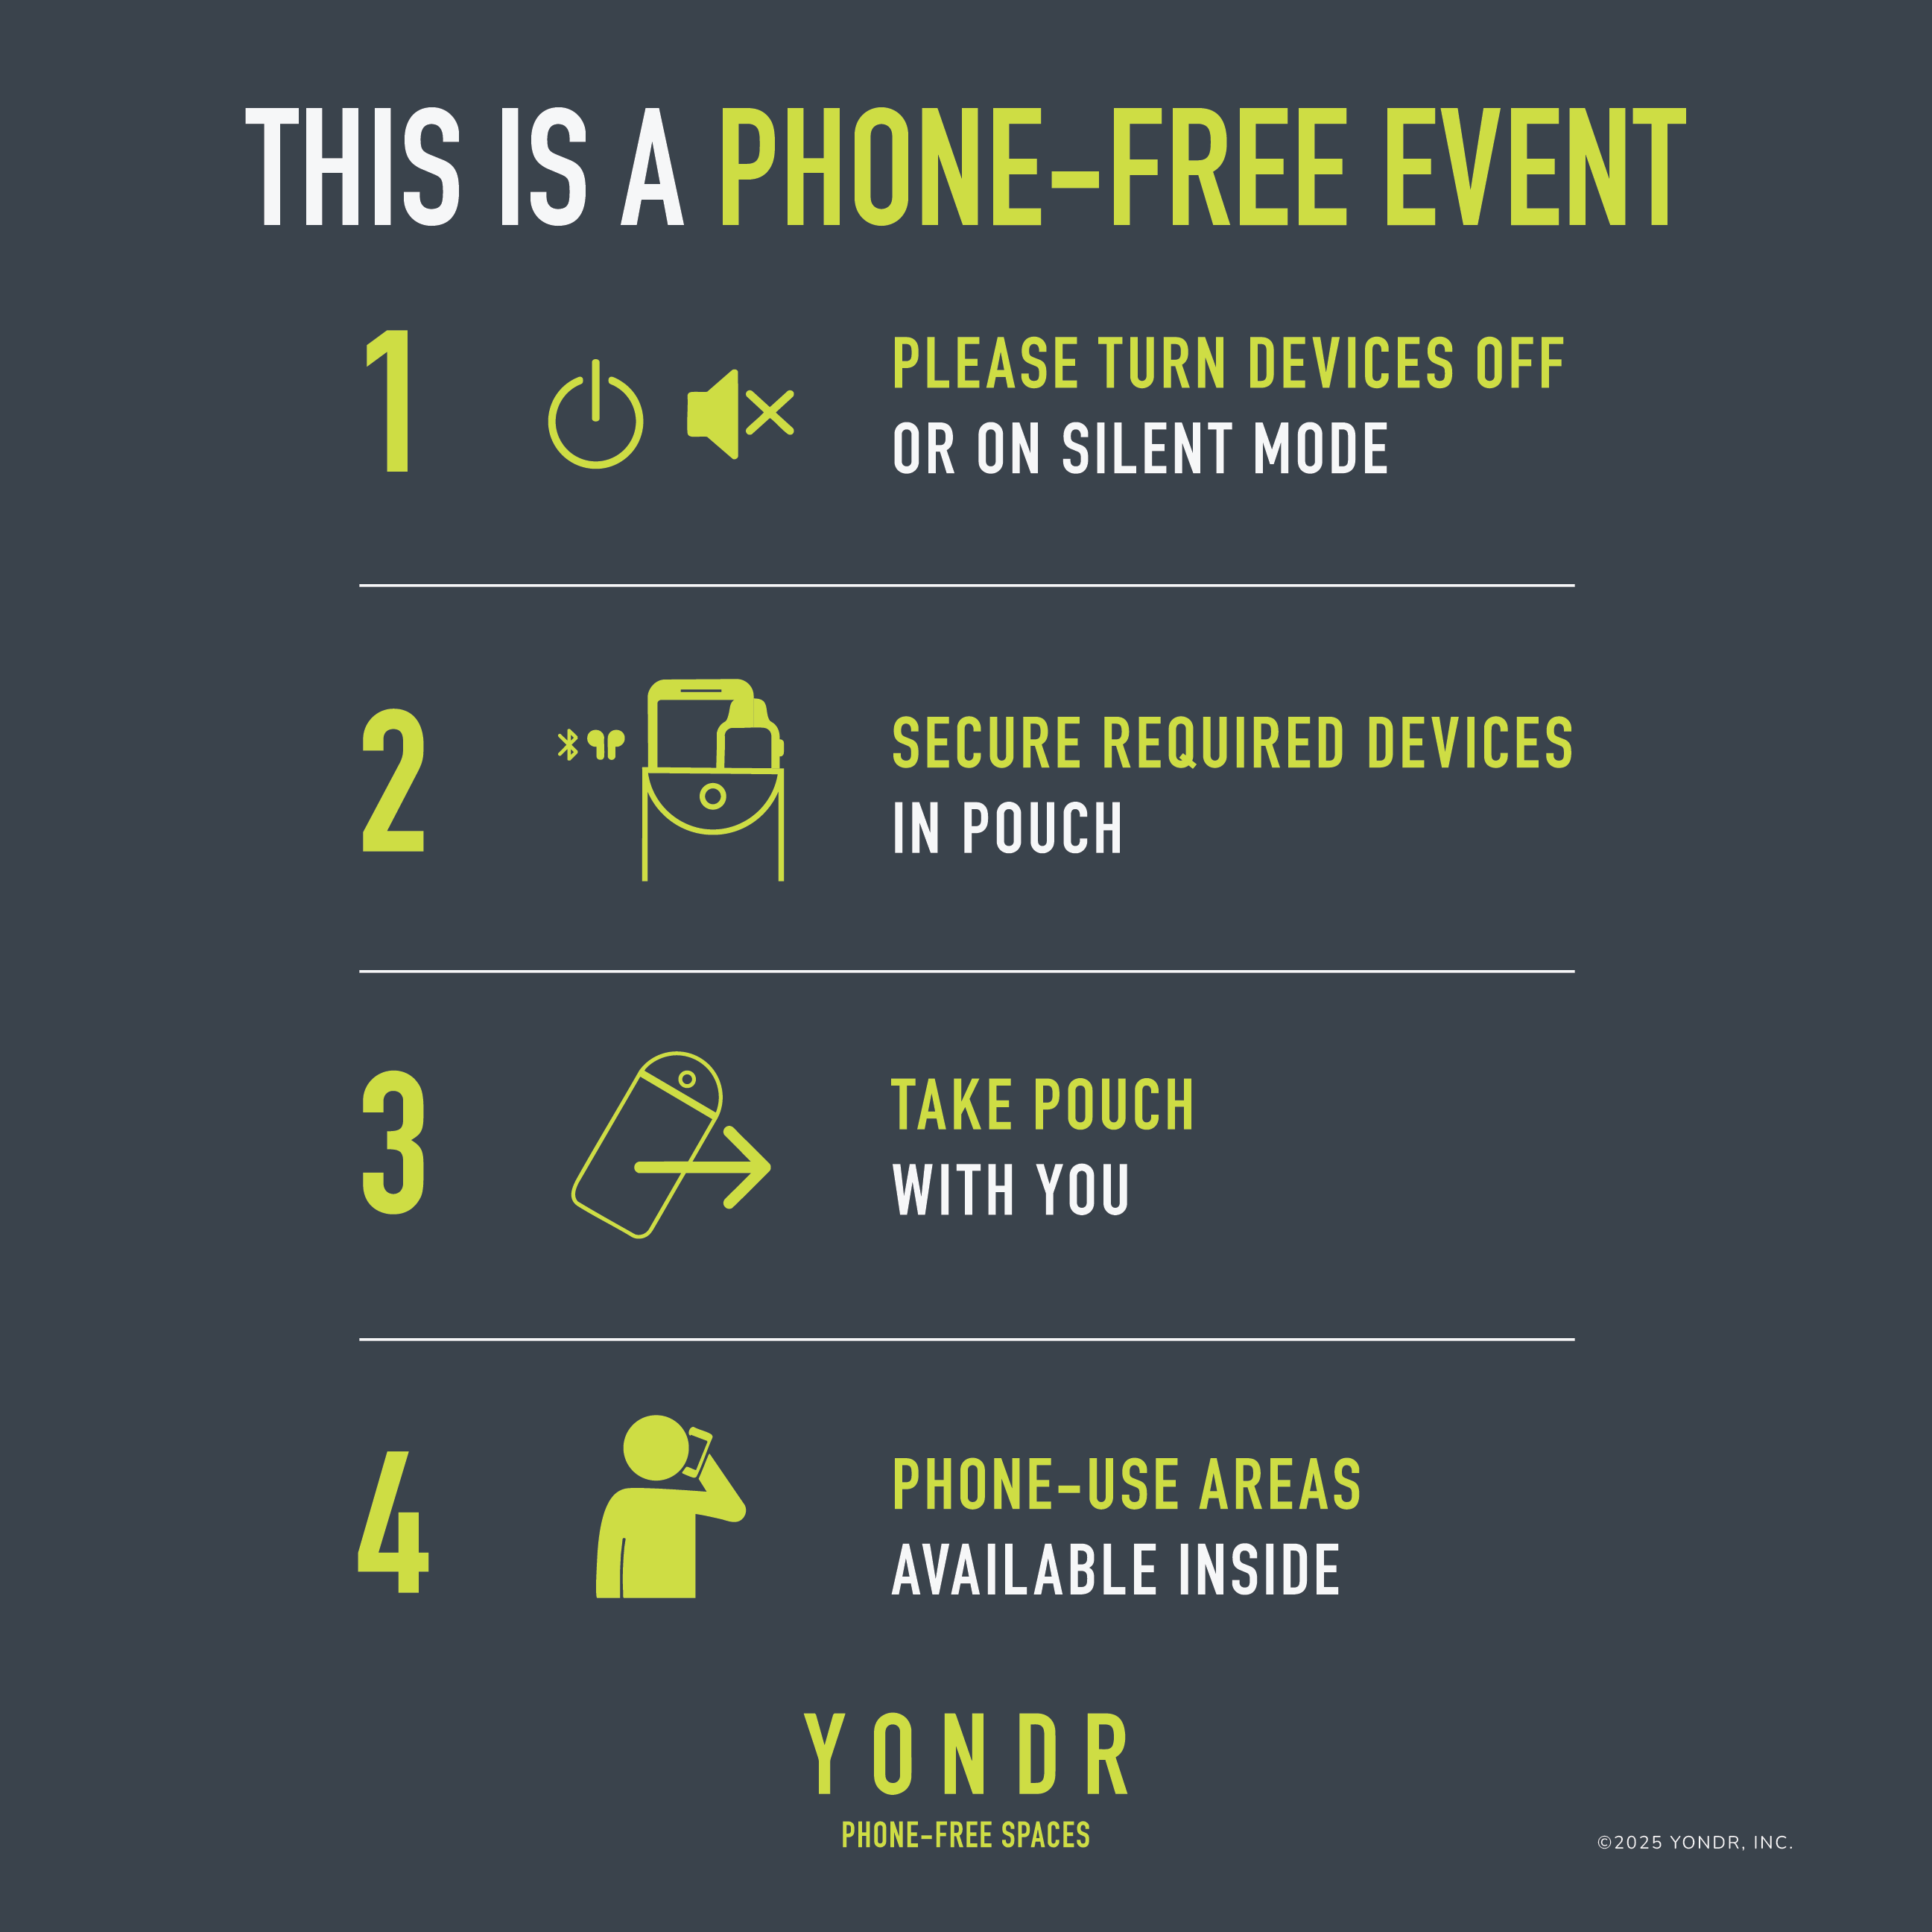 THIS IS A PHONE-FREE EVENT
1
PLEASE TURN DEVICES OFF
OR ON SILENT MODE
2
SECURE REQUIRED DEVICES
IN POUCH
3
TAKE POUCH
WITH YOU
4
PHONE-USE AREAS
AVAILABLE INSIDE
YONDR
PHONE-FREE SPACES
©2025 YONDR, INC.